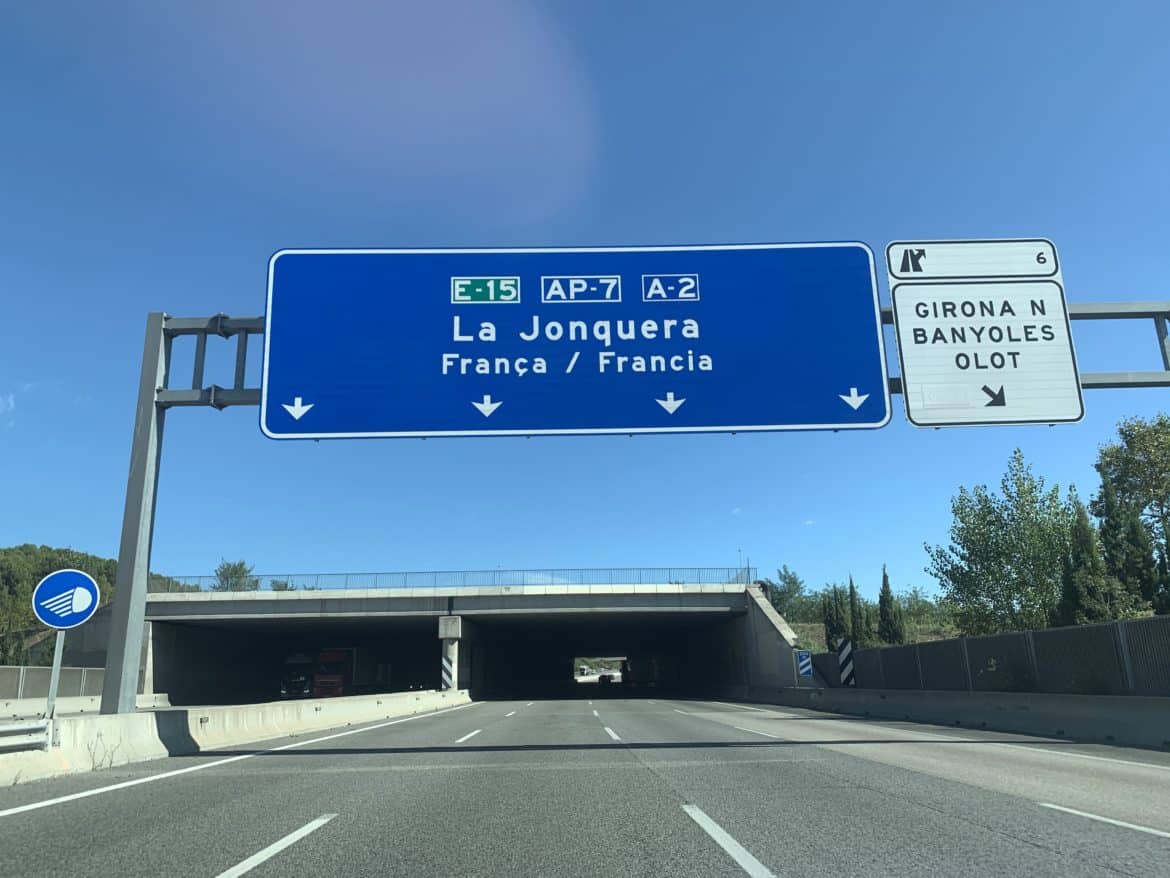 E-15 AP-7 A-2
La Jonquera
França / Francia
6
GIRONA N
BANYOLES
OLOT